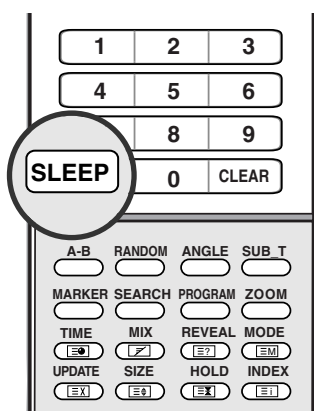 1 2 3
4 5 6
8 9
SLEEP 0 CLEAR
A-B RANDOM ANGLE SUB_T
MARKER SEARCH PROGRAM ZOOM
TIME MIX REVEAL MODE
?
M
UPDATE SIZE HOLD INDEX
X
i